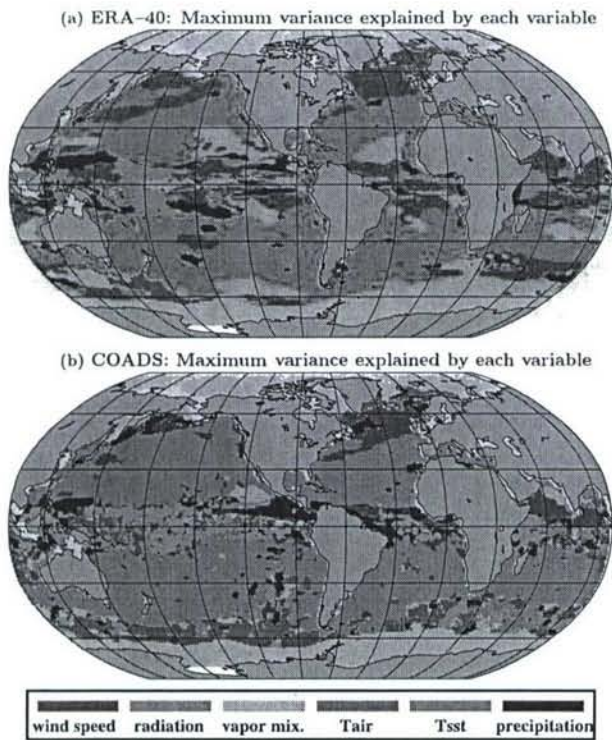 (a) ERA–40: Maximum variance explained by each variable
(b) COADS: Maximum variance explained by each variable
wind speed radiation vapor mix. Tair Tsst precipitation